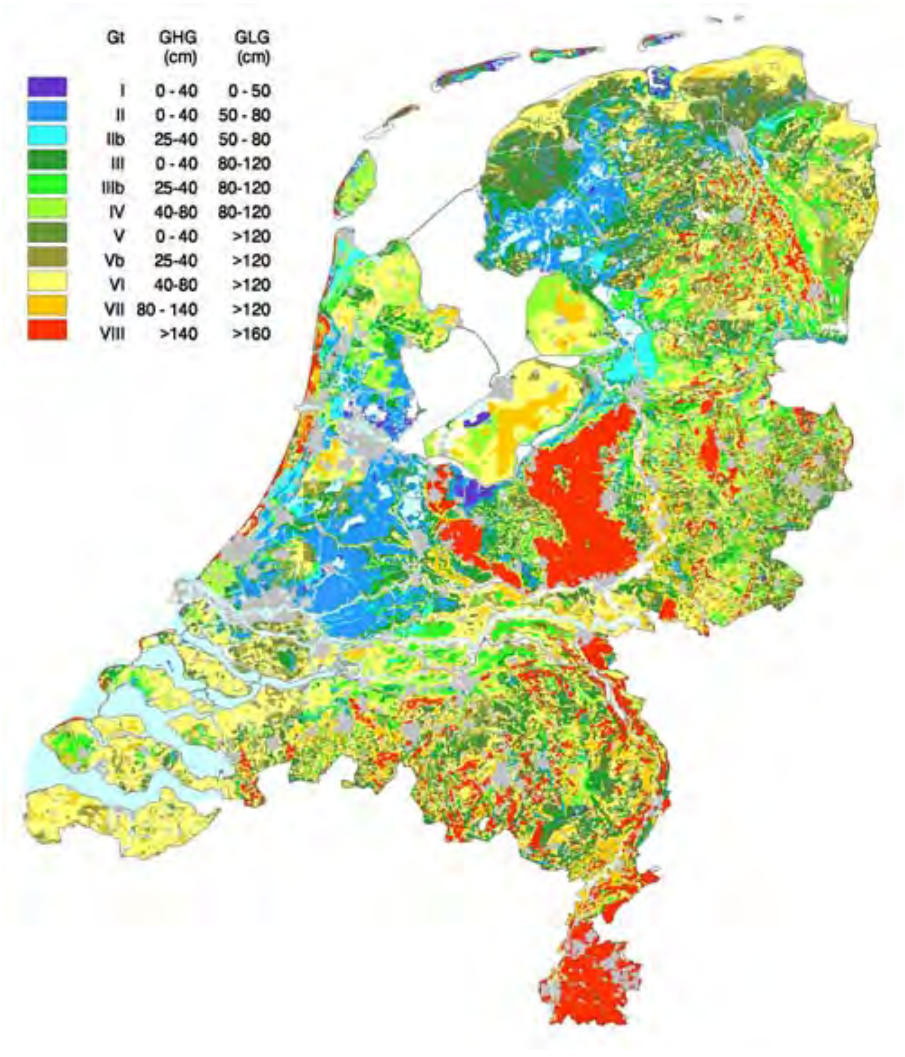 Gt GHG GLG
(cm) (cm)
I 0 - 40 0 - 50
II 0 - 40 50 - 80
IIb 25-40 50 - 80
III 0 - 40 80-120
IIIb 25-40 80-120
IV 40-80 80-120
V 0 - 40 >120
Vb 25-40 >120
VI 40-80 >120
VII 80 - 140 >120
VIII >140 >160